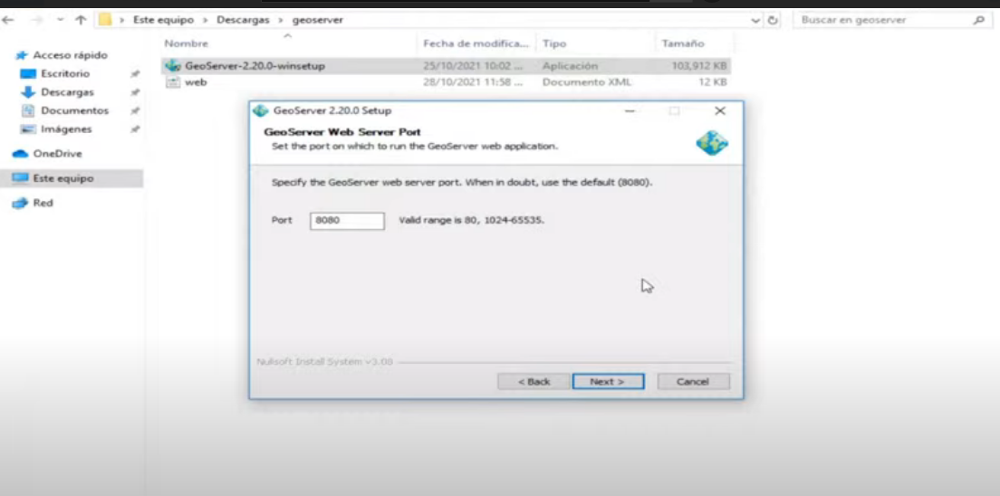 Este equipo > Descargas > geoserver
Buscar en geoserver
Nombre
Fecha de modifica...
Tipo
Tamaño
Acceso rápido
Escritorio
Descargas
Documentos
Imágenes
OneDrive
Este equipo
Red
GeoServer-2.20.0-winsetup
25/10/2021 10:02 ...
Aplicación
103,912 KB
web
28/10/2021 11:58 ...
Documento XML
12 KB
GeoServer 2.20.0 Setup
GeoServer Web Server Port
Set the port on which to run the GeoServer web application.
Specify the GeoServer web server port. When in doubt, use the default (8080).
Port
8080
Valid range is 80, 1024-65535.
Nullsoft Install System v3.08
< Back
Next >
Cancel